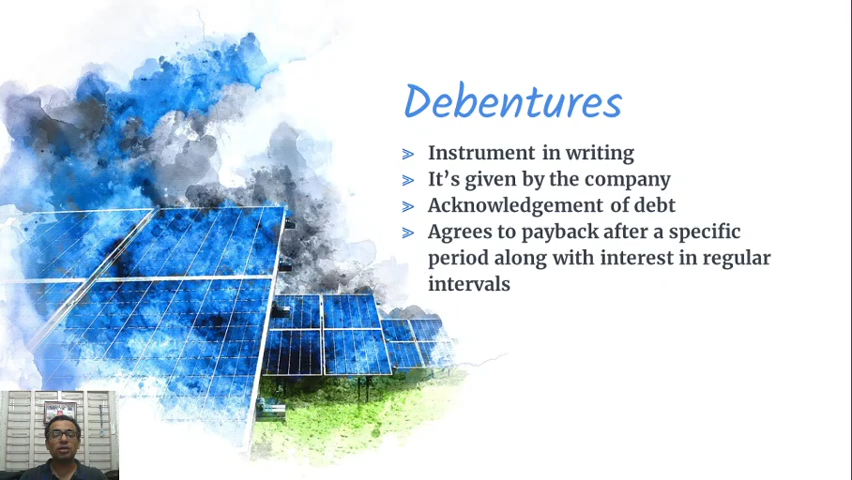 Debentures
Instrument in writing
It's given by the company
Acknowledgement of debt
Agrees to payback after a specific
period along with interest in regular
intervals